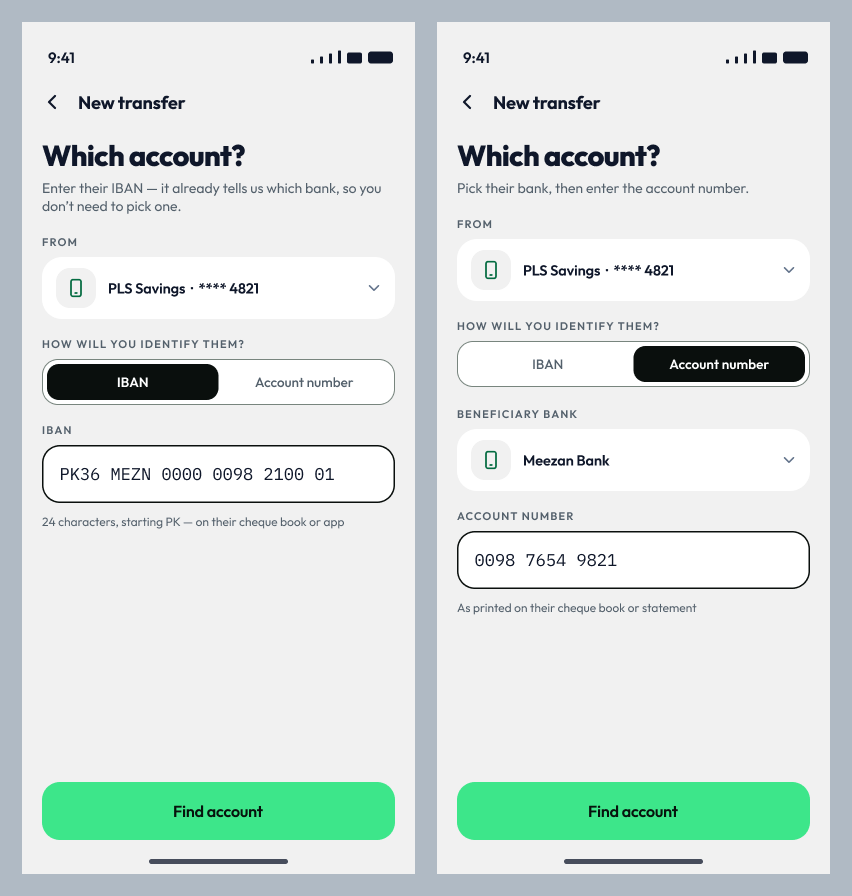 9:41
New transfer
Which account?
Enter their IBAN — it already tells us which bank, so you
don’t need to pick one.
FROM
PLS Savings · **** 4821
HOW WILL YOU IDENTIFY THEM?
IBAN
Account number
IBAN
PK36 MEZN 0000 0098 2100 01
24 characters, starting PK — on their cheque book or app
Find account
9:41
New transfer
Which account?
Pick their bank, then enter the account number.
FROM
PLS Savings · **** 4821
HOW WILL YOU IDENTIFY THEM?
IBAN
Account number
BENEFICIARY BANK
Meezan Bank
ACCOUNT NUMBER
0098 7654 9821
As printed on their cheque book or statement
Find account